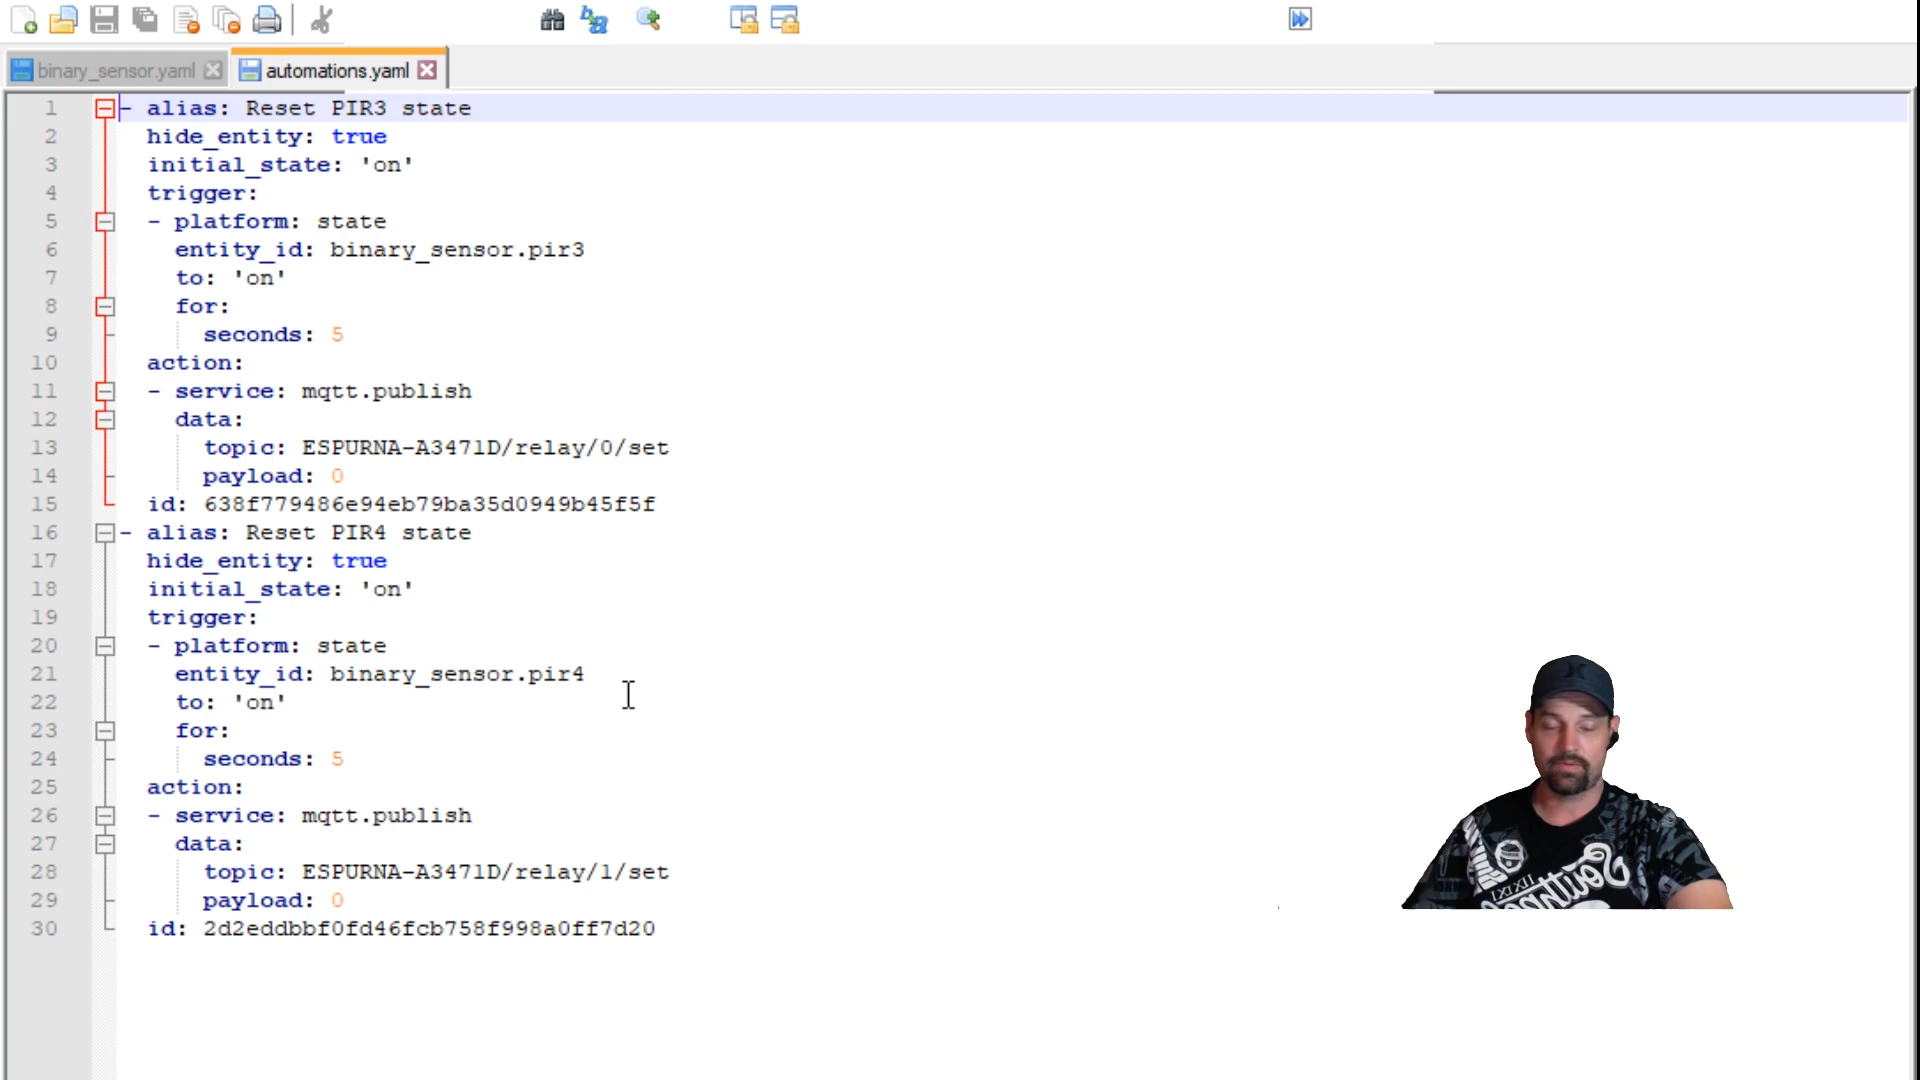 binary_sensor.yaml
automations.yaml
1 - alias: Reset PIR3 state
2 hide_entity: true
3 initial_state: 'on'
4 trigger:
5 - platform: state
6 entity_id: binary_sensor.pir3
7 to: 'on'
8 for:
9 seconds: 5
10 action:
11 - service: mqtt.publish
12 data:
13 topic: ESPURNA-A3471D/relay/0/set
14 payload: 0
15 id: 638f779486e94eb79ba35d0949b45f5f
16 - alias: Reset PIR4 state
17 hide_entity: true
18 initial_state: 'on'
19 trigger:
20 - platform: state
21 entity_id: binary_sensor.pir4
22 to: 'on'
23 for:
24 seconds: 5
25 action:
26 - service: mqtt.publish
27 data:
28 topic: ESPURNA-A3471D/relay/1/set
29 payload: 0
30 id: 2d2eddbbf0fd46fcb758f998a0ff7d20